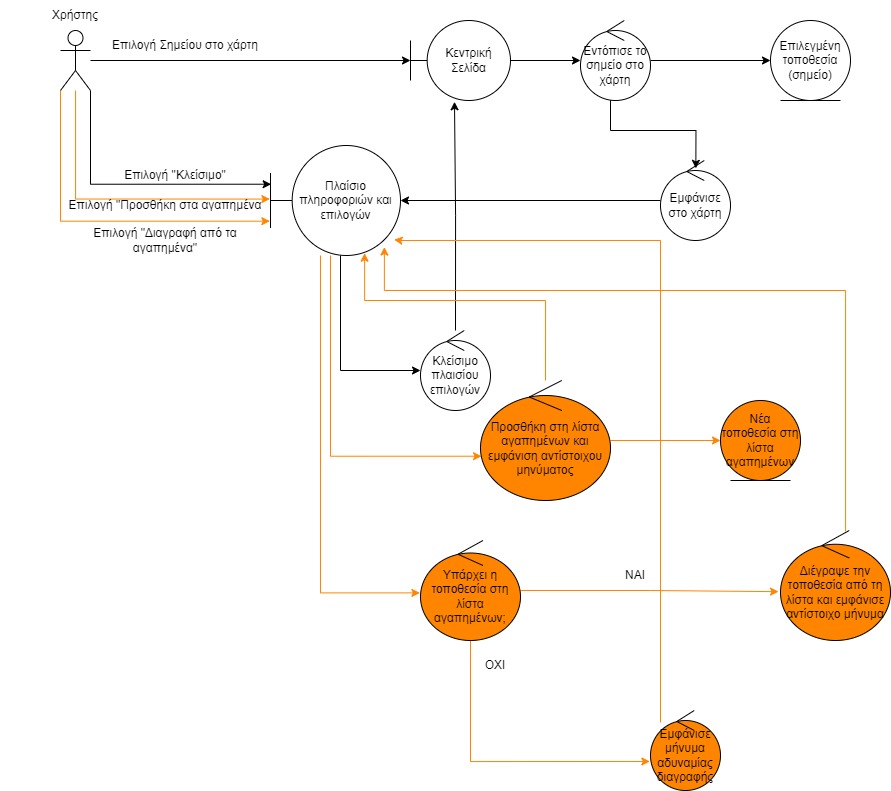 Χρήστης
Επιλογή Σημείου στο χάρτη
Κεντρική
Σελίδα
Εντόπισε το
σημείο στο
χάρτη
Επιλεγμένη
τοποθεσία
(σημείο)
Επιλογή "Κλείσιμο"
Επιλογή "Προσθήκη στα αγαπημένα
Επιλογή "Διαγραφή από τα
αγαπημένα"
Πλαίσιο
πληροφοριών και
επιλογών
Εμφάνισε
στο χάρτη
Κλείσιμο
πλαισίου
επιλογών
Προσθήκη στη λίστα
αγαπημένων και
εμφάνιση αντίστοιχου
μηνύματος
Νέα
τοποθεσία στη
λίστα
αγαπημένων
Υπάρχει η
τοποθεσία στη
λίστα
αγαπημένων;
ΝΑΙ
Διέγραψε την
τοποθεσία από τη
λίστα και εμφάνισε
αντίστοιχο μήνυμα
ΟΧΙ
Εμφάνισε
μήνυμα
αδυναμίας
διαγραφής